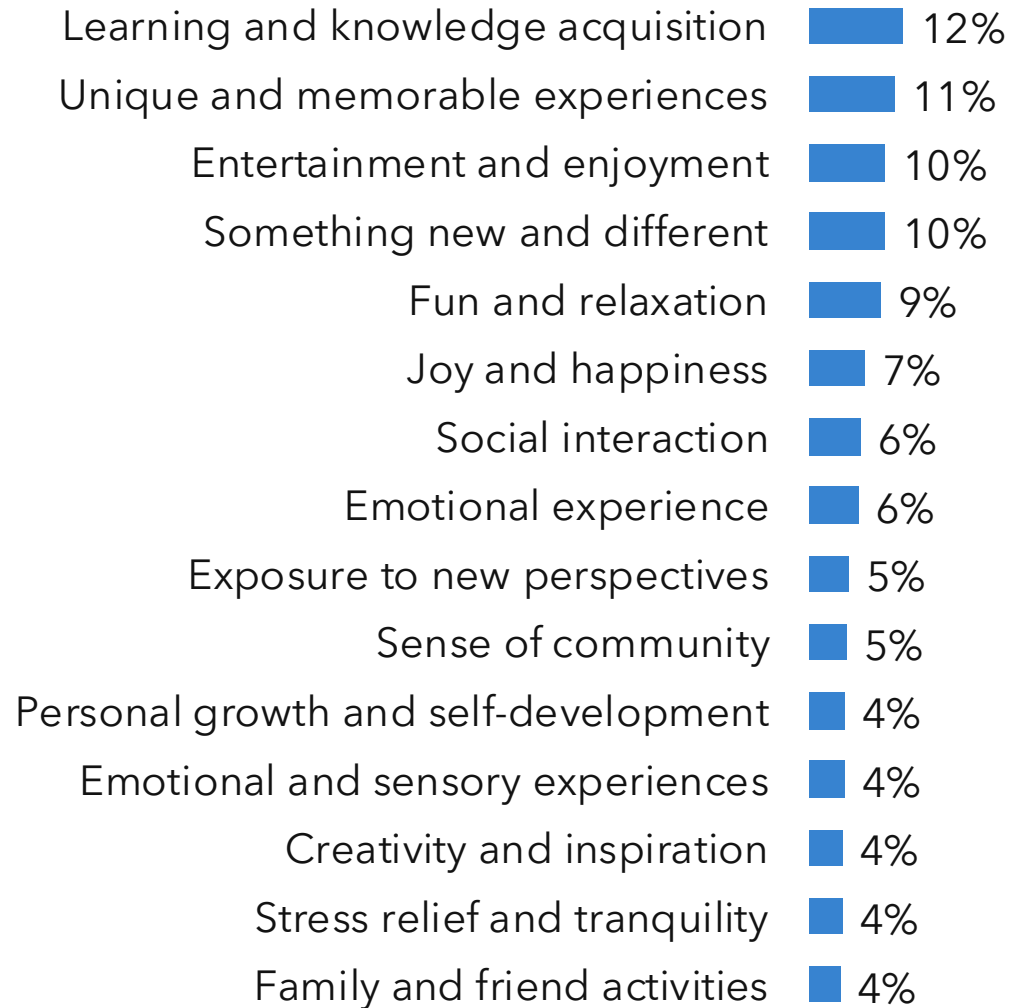 Learning and knowledge acquisition 12%
Unique and memorable experiences 11%
Entertainment and enjoyment 10%
Something new and different 10%
Fun and relaxation 9%
Joy and happiness 7%
Social interaction 6%
Emotional experience 6%
Exposure to new perspectives 5%
Sense of community 5%
Personal growth and self-development 4%
Emotional and sensory experiences 4%
Creativity and inspiration 4%
Stress relief and tranquility 4%
Family and friend activities 4%